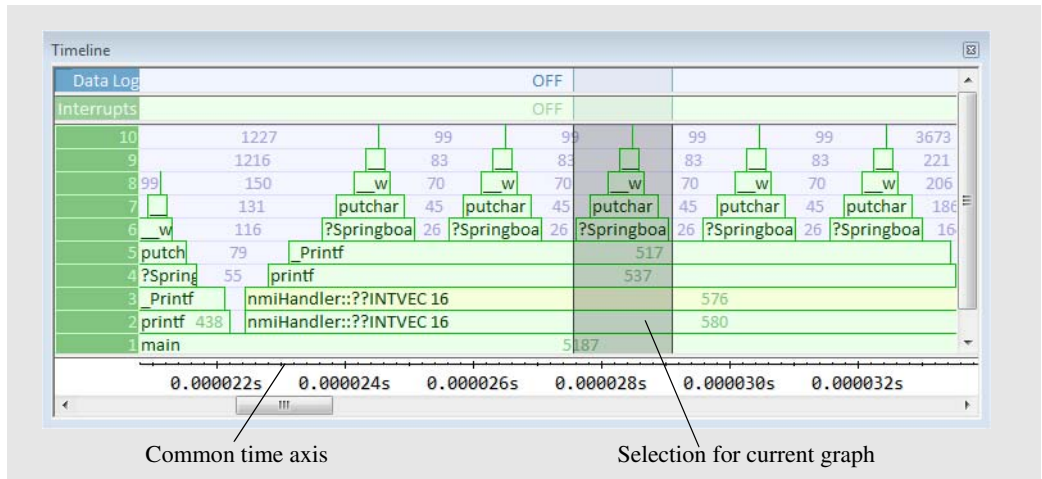 Timeline
Data Log OFF
Interrupts OFF
10 1227 99 99 99 99 3673
9 1216 83 83 83 83 221
8 99 150 __w 70 __w 70 __w 70 __w 70 __w 206
7 131 putchar 45 putchar 45 putchar 45 putchar 45 putchar 186
6 __w 116 ?Springboa 26 ?Springboa 26 ?Springboa 26 ?Springboa 26 ?Springboa 16
5 putch 79 _Printf 517
4 ?Spring 55 printf 537
3 _Printf nmiHandler::??INTVEC 16 576
2 printf 438 nmiHandler::??INTVEC 16 580
1 main 5187
0.000022s 0.000024s 0.000026s 0.000028s 0.000030s 0.000032s
Common time axis Selection for current graph